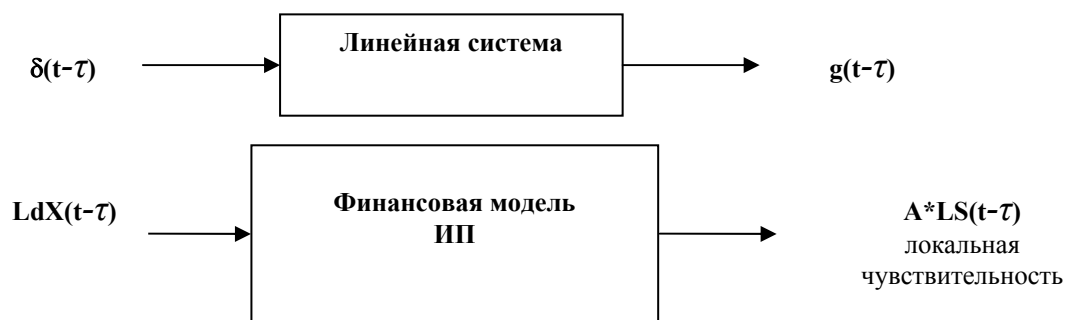 Линейная система
δ(t-τ)
g(t-τ)
LdX(t-τ)
Финансовая модель
ИП
A*LS(t-τ)
локальная
чувствительность